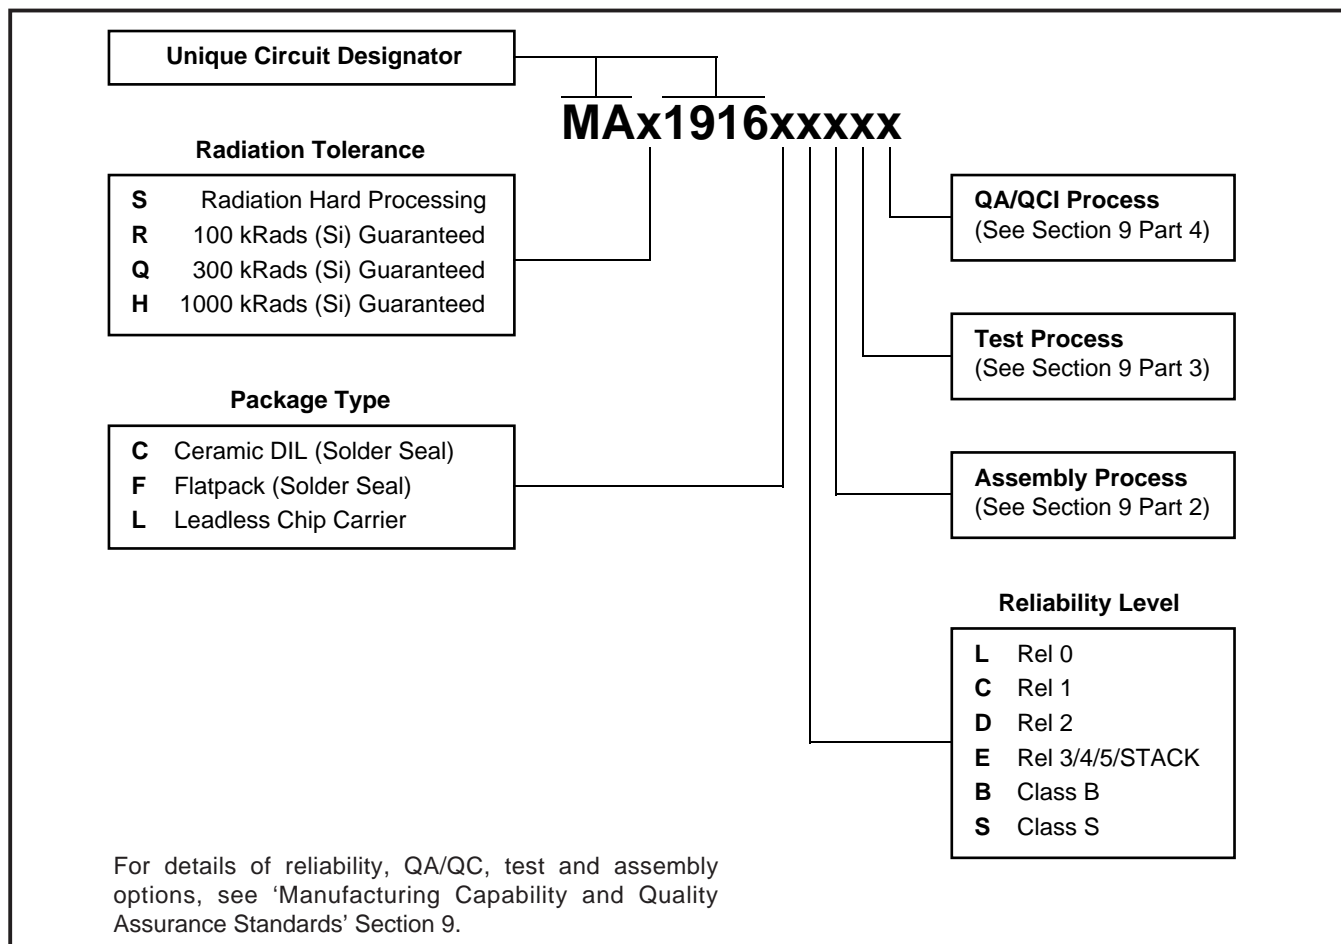 Unique Circuit Designator
MAx1916xxxxx
Radiation Tolerance
S Radiation Hard Processing
R 100 kRads (Si) Guaranteed
Q 300 kRads (Si) Guaranteed
H 1000 kRads (Si) Guaranteed
Package Type
C Ceramic DIL (Solder Seal)
F Flatpack (Solder Seal)
L Leadless Chip Carrier
QA/QCI Process
(See Section 9 Part 4)
Test Process
(See Section 9 Part 3)
Assembly Process
(See Section 9 Part 2)
Reliability Level
L Rel 0
C Rel 1
D Rel 2
E Rel 3/4/5/STACK
B Class B
S Class S
For details of reliability, QA/QC, test and assembly
options, see ‘Manufacturing Capability and Quality
Assurance Standards’ Section 9.